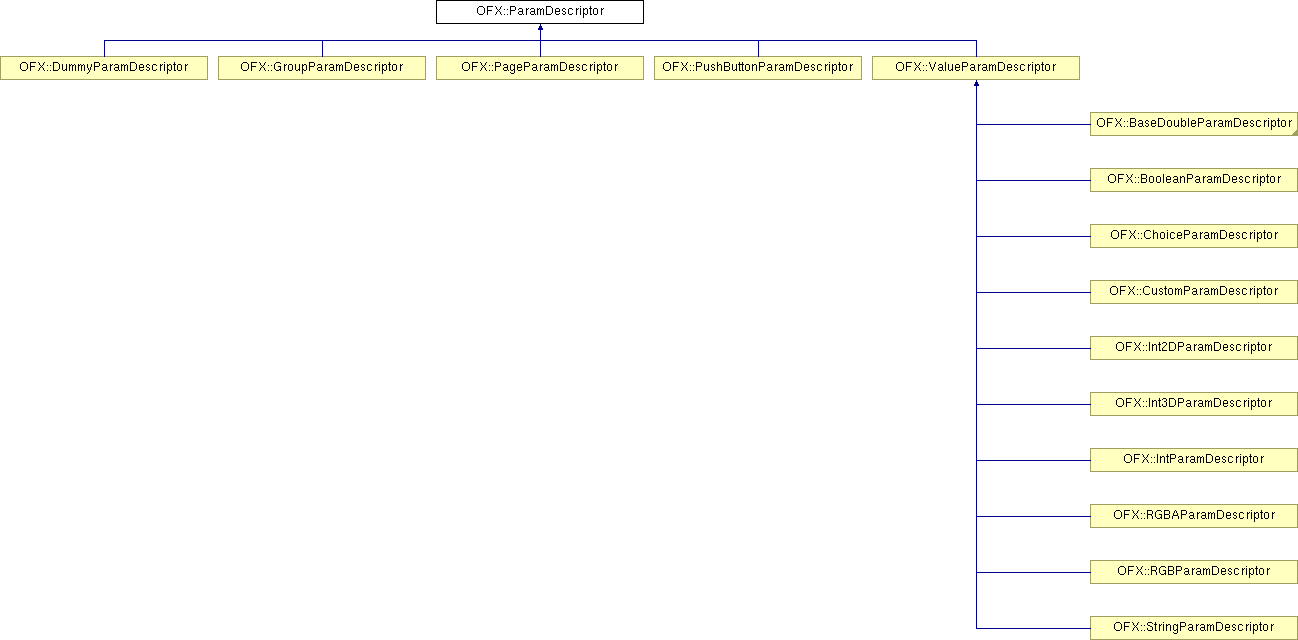 OFX::ParamDescriptor
OFX::DummyParamDescriptor OFX::GroupParamDescriptor OFX::PageParamDescriptor OFX::PushButtonParamDescriptor OFX::ValueParamDescriptor
OFX::BaseDoubleParamDescriptor
OFX::BooleanParamDescriptor
OFX::ChoiceParamDescriptor
OFX::CustomParamDescriptor
OFX::Int2DParamDescriptor
OFX::Int3DParamDescriptor
OFX::IntParamDescriptor
OFX::RGBAParamDescriptor
OFX::RGBParamDescriptor
OFX::StringParamDescriptor